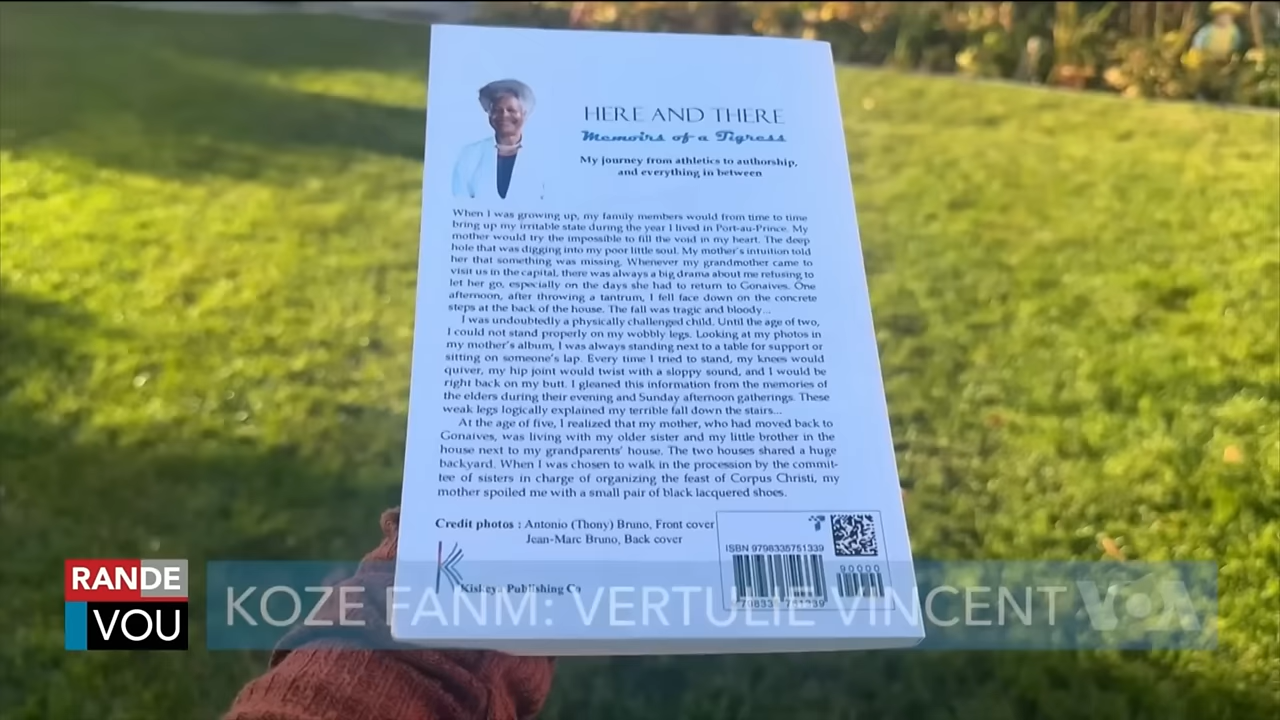 HERE AND THERE
Memoirs of a Tigress
My journey from athletics to authorship,
and everything in between
When I was growing up, my family members would from time to time
bring up my irritable state during the year I lived in Port-au-Prince. My
mother would try the impossible to fill the void in my heart. The deep
hole that was digging into my poor little soul. My mother's intuition told
her that something was missing. Whenever my grandmother came to
visit us in the capital, there was always a big drama about me refusing to
let her go, especially on the days she had to return to Gonaives. One
afternoon, after throwing a tantrum, I fell face down on the concrete
steps at the back of the house. The fall was tragic and bloody...
I was undoubtedly a physically challenged child. Until the age of two,
I could not stand properly on my wobbly legs. Looking at my photos in
my mother's album, I was always standing next to a table for support or
sitting on someone's lap. Every time I tried to stand, my knees would
quiver, my hip joint would twist with a sloppy sound, and I would be
right back on my butt. I gleaned this information from the memories of
the elders during their evening and Sunday afternoon gatherings. These
weak legs logically explained my terrible fall down the stairs...
At the age of five, I realized that my mother, who had moved back to
Gonaives, was living with my older sister and my little brother in the
house next to my grandparents' house. The two houses shared a huge
backyard. When I was chosen to walk in the procession by the commit-
tee of sisters in charge of organizing the feast of Corpus Christi, my
mother spoiled me with a small pair of black lacquered shoes.
Credit photos : Antonio (Thony) Bruno, Front cover
Jean-Marc Bruno, Back cover
ISBN 9798335751339
90000
Kiskeya Publishing Co
RANDE
VOU
KOZE FANM: VERTULIE VINCENT
VOA